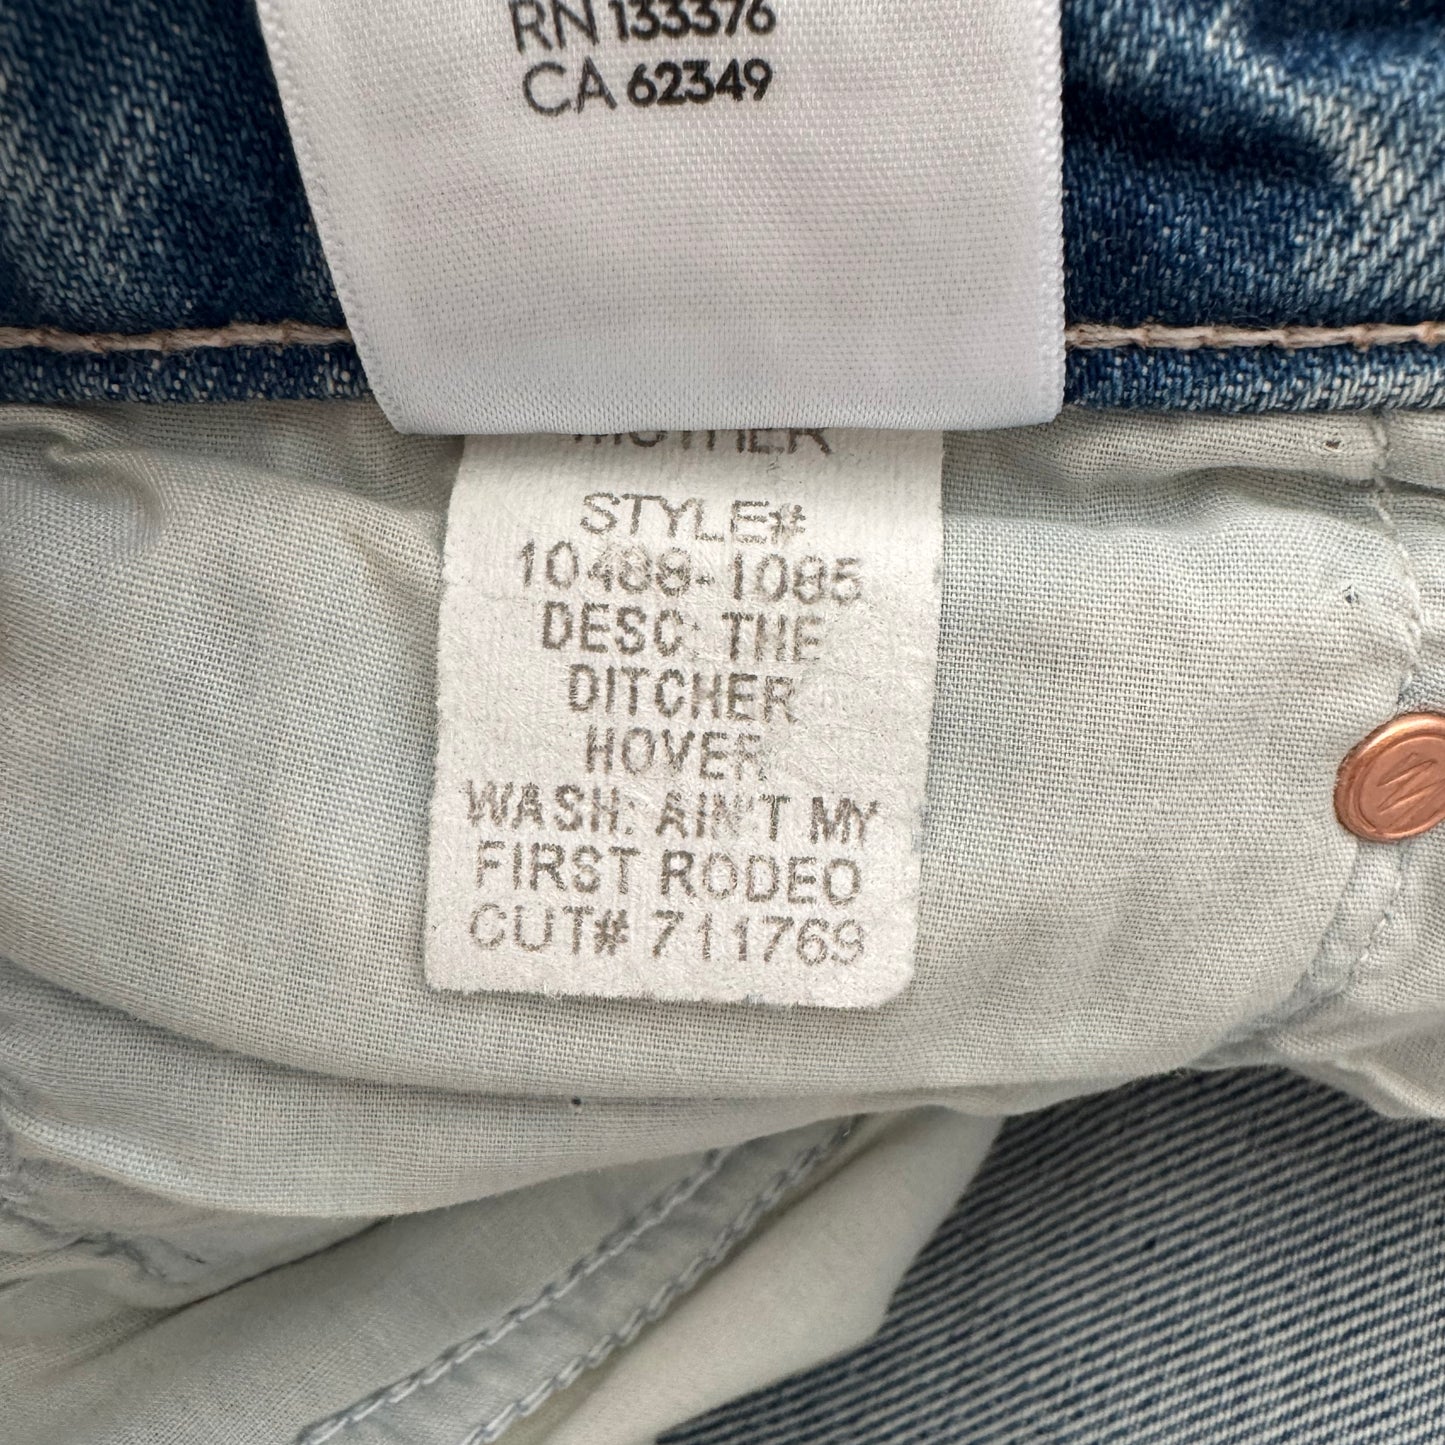 RN 133376
CA 62349
MOTHER
STYLE#
10488-1085
DESC: THE
DITCHER
HOVER
WASH: AIN'T MY
FIRST RODEO
CUT# 711769